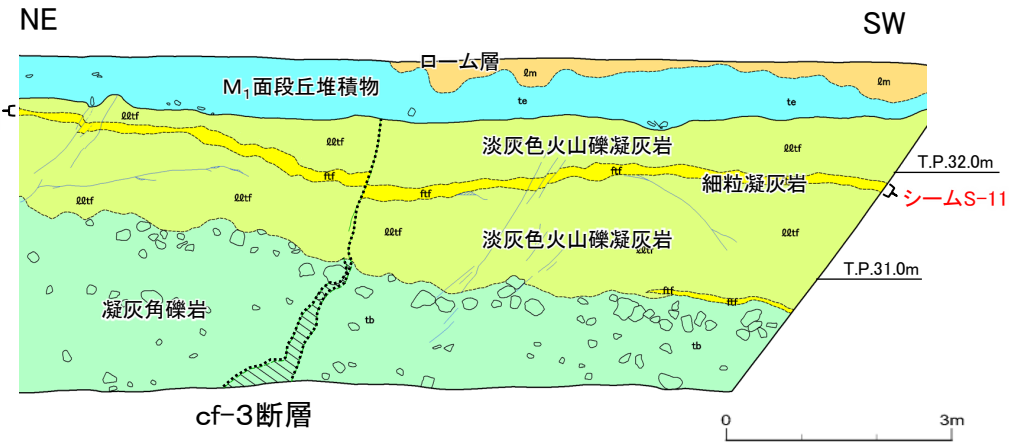 NE
SW
ローム層
ℓm
ℓm
M₁面段丘堆積物
te
te
ℓℓtf
ℓℓtf
淡灰色火山礫凝灰岩
ℓℓtf
T.P.32.0m
ftf
ftf
ftf
細粒凝灰岩
シームS-11
ℓℓtf
ℓℓtf
ℓℓtf
淡灰色火山礫凝灰岩
ℓℓtf
ℓℓtf
T.P.31.0m
ftf
ftf
凝灰角礫岩
tb
tb
cf-3断層
0
3m